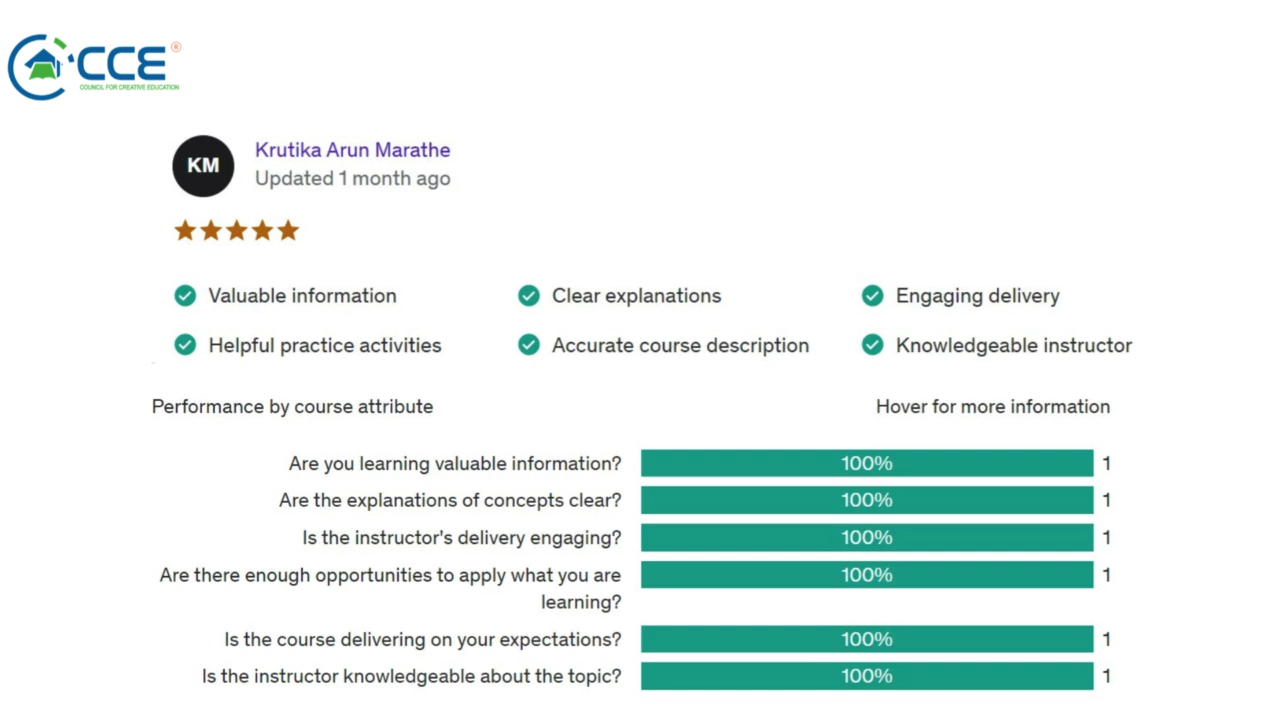 CCE®
COUNCIL FOR CREATIVE EDUCATION
KM
Krutika Arun Marathe
Updated 1 month ago
Valuable information
Clear explanations
Engaging delivery
Helpful practice activities
Accurate course description
Knowledgeable instructor
Performance by course attribute
Hover for more information
Are you learning valuable information? 100% 1
Are the explanations of concepts clear? 100% 1
Is the instructor's delivery engaging? 100% 1
Are there enough opportunities to apply what you are 100% 1
learning?
Is the course delivering on your expectations? 100% 1
Is the instructor knowledgeable about the topic? 100% 1